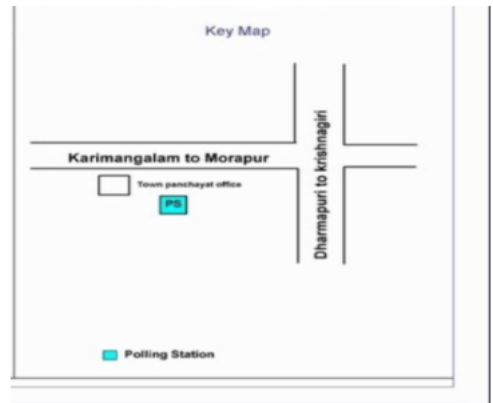 Key Map
Dharmapuri to krishnagiri
Karimangalam to Morapur
Town panchayat office
PS
Polling Station